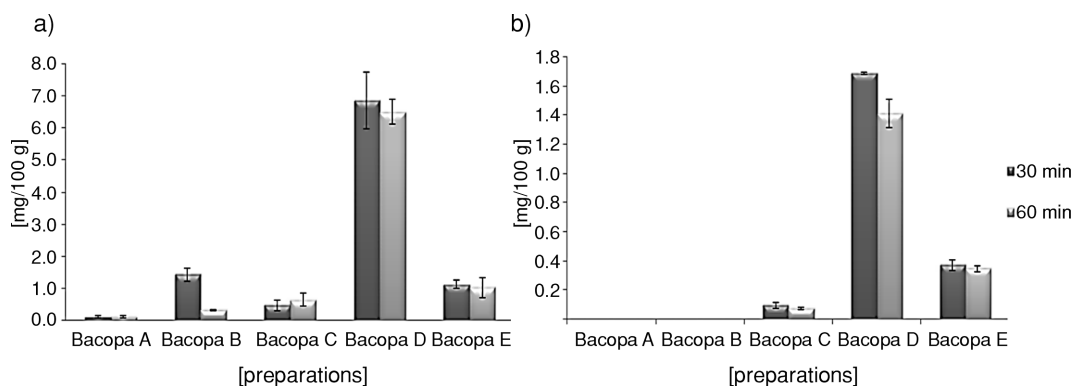 a)
[mg/100 g]
8.0
7.0
6.0
5.0
4.0
3.0
2.0
1.0
0.0
Bacopa A Bacopa B Bacopa C Bacopa D Bacopa E
[preparations]
b)
[mg/100 g]
1.8
1.6
1.4
1.2
1.0
0.8
0.6
0.4
0.2
Bacopa A Bacopa B Bacopa C Bacopa D Bacopa E
[preparations]
30 min
60 min